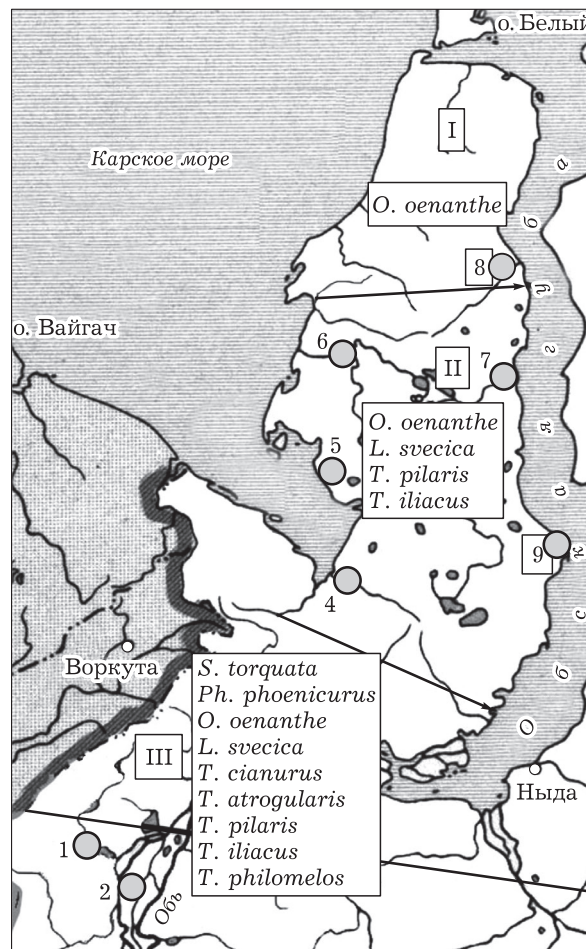 о. Белый
I
Карское море
O. oenanthe
8
о. Вайгач
6
II
7
O. oenanthe
L. svecica
T. pilaris
T. iliacus
5
9
4
Обская губа
Воркута
S. torquata
Ph. phoenicurus
O. oenanthe
L. svecica
T. cianurus
T. atrogularis
T. pilaris
T. iliacus
T. philomelos
III
Ныда
1
2
Обь